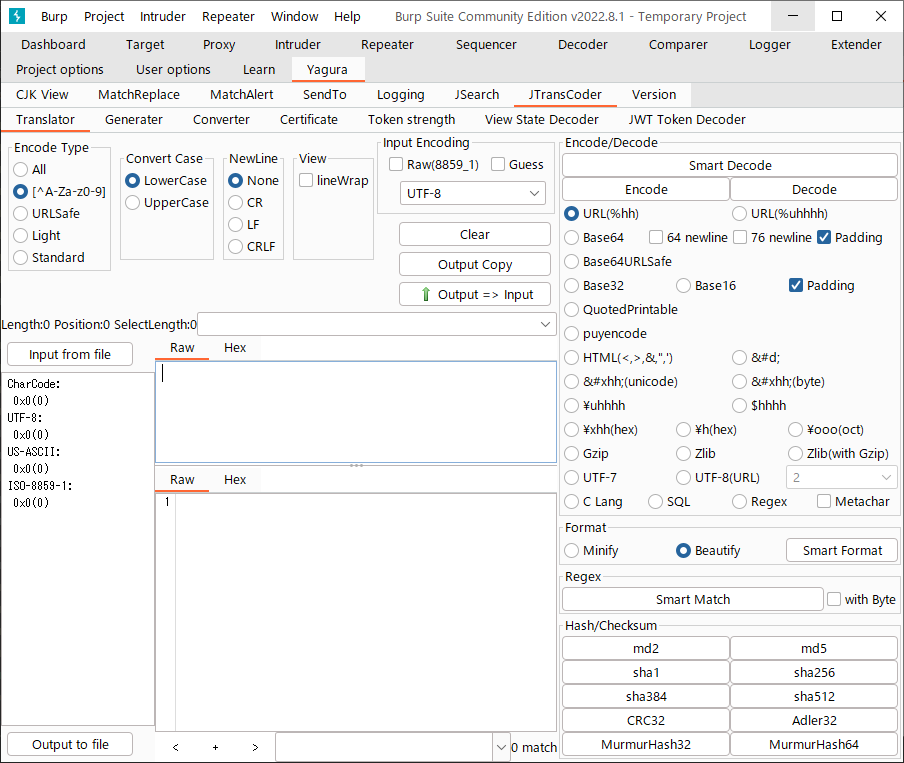 Burp Project Intruder Repeater Window Help Burp Suite Community Edition v2022.8.1 - Temporary Project
Dashboard Target Proxy Intruder Repeater Sequencer Decoder Comparer Logger Extender
Project options User options Learn Yagura
CJK View MatchReplace MatchAlert SendTo Logging JSearch JTransCoder Version
Translator Generater Converter Certificate Token strength View State Decoder JWT Token Decoder
Encode Type
All
[^A-Za-z0-9]
URLSafe
Light
Standard
Convert Case
LowerCase
UpperCase
NewLine
None
CR
LF
CRLF
View
lineWrap
Input Encoding
Raw(8859_1) Guess
UTF-8
Clear
Output Copy
Output => Input
Length:0 Position:0 SelectLength:0
Input from file
CharCode:
0x0(0)
UTF-8:
0x0(0)
US-ASCII:
0x0(0)
ISO-8859-1:
0x0(0)
Output to file
Raw Hex
Raw Hex
1
< + > 0 match
Encode/Decode
Smart Decode
Encode Decode
URL(%hh) URL(%uhhhh)
Base64 64 newline 76 newline Padding
Base64URLSafe
Base32 Base16 Padding
QuotedPrintable
puyencode
HTML(<,>,&,",') &#d;
&#xhh;(unicode) &#xhh;(byte)
¥uhhhh $hhhh
¥xhh(hex) ¥h(hex) ¥ooo(oct)
Gzip Zlib Zlib(with Gzip)
UTF-7 UTF-8(URL) 2
C Lang SQL Regex Metachar
Format
Minify Beautify Smart Format
Regex
Smart Match with Byte
Hash/Checksum
md2 md5
sha1 sha256
sha384 sha512
CRC32 Adler32
MurmurHash32 MurmurHash64